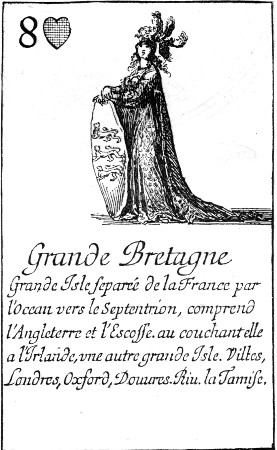 8
Grande Bretagne
Grande Isle separée de la France par
l'Ocean vers le Septentrion, comprend
l'Angleterre et l'Escosse. au couchant elle
a l'Irlande, vne autre grande Isle. Villes,
Londres, Oxford, Douures. Riu. la Tamise.